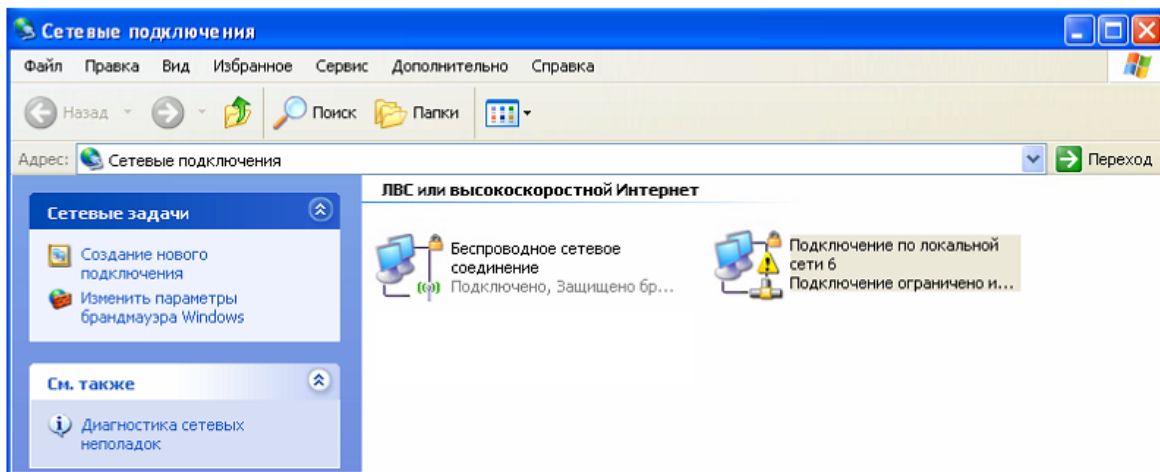 Сетевые подключения
Файл Правка Вид Избранное Сервис Дополнительно Справка
Назад Поиск Папки
Адрес: Сетевые подключения Переход
ЛВС или высокоскоростной Интернет
Сетевые задачи
Создание нового
подключения
Изменить параметры
брандмауэра Windows
См. также
Диагностика сетевых
неполадок
Беспроводное сетевое
соединение
Подключено, Защищено бр...
Подключение по локальной
сети 6
Подключение ограничено и...